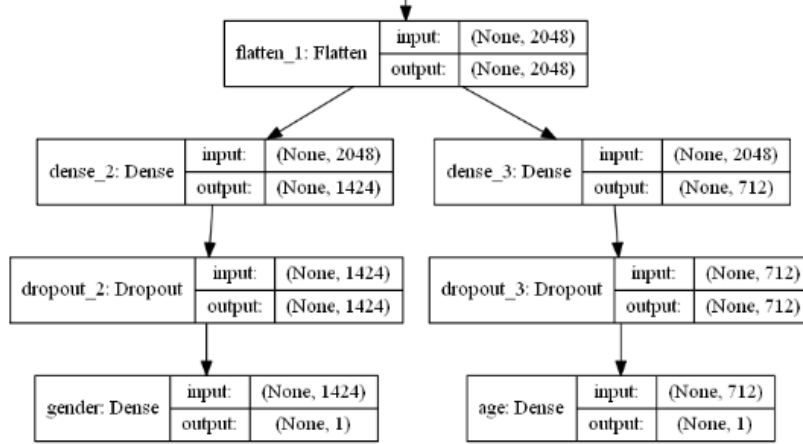 flatten_1: Flatten
input: (None, 2048)
output: (None, 2048)
dense_2: Dense
input: (None, 2048)
output: (None, 1424)
dense_3: Dense
input: (None, 2048)
output: (None, 712)
dropout_2: Dropout
input: (None, 1424)
output: (None, 1424)
dropout_3: Dropout
input: (None, 712)
output: (None, 712)
gender: Dense
input: (None, 1424)
output: (None, 1)
age: Dense
input: (None, 712)
output: (None, 1)